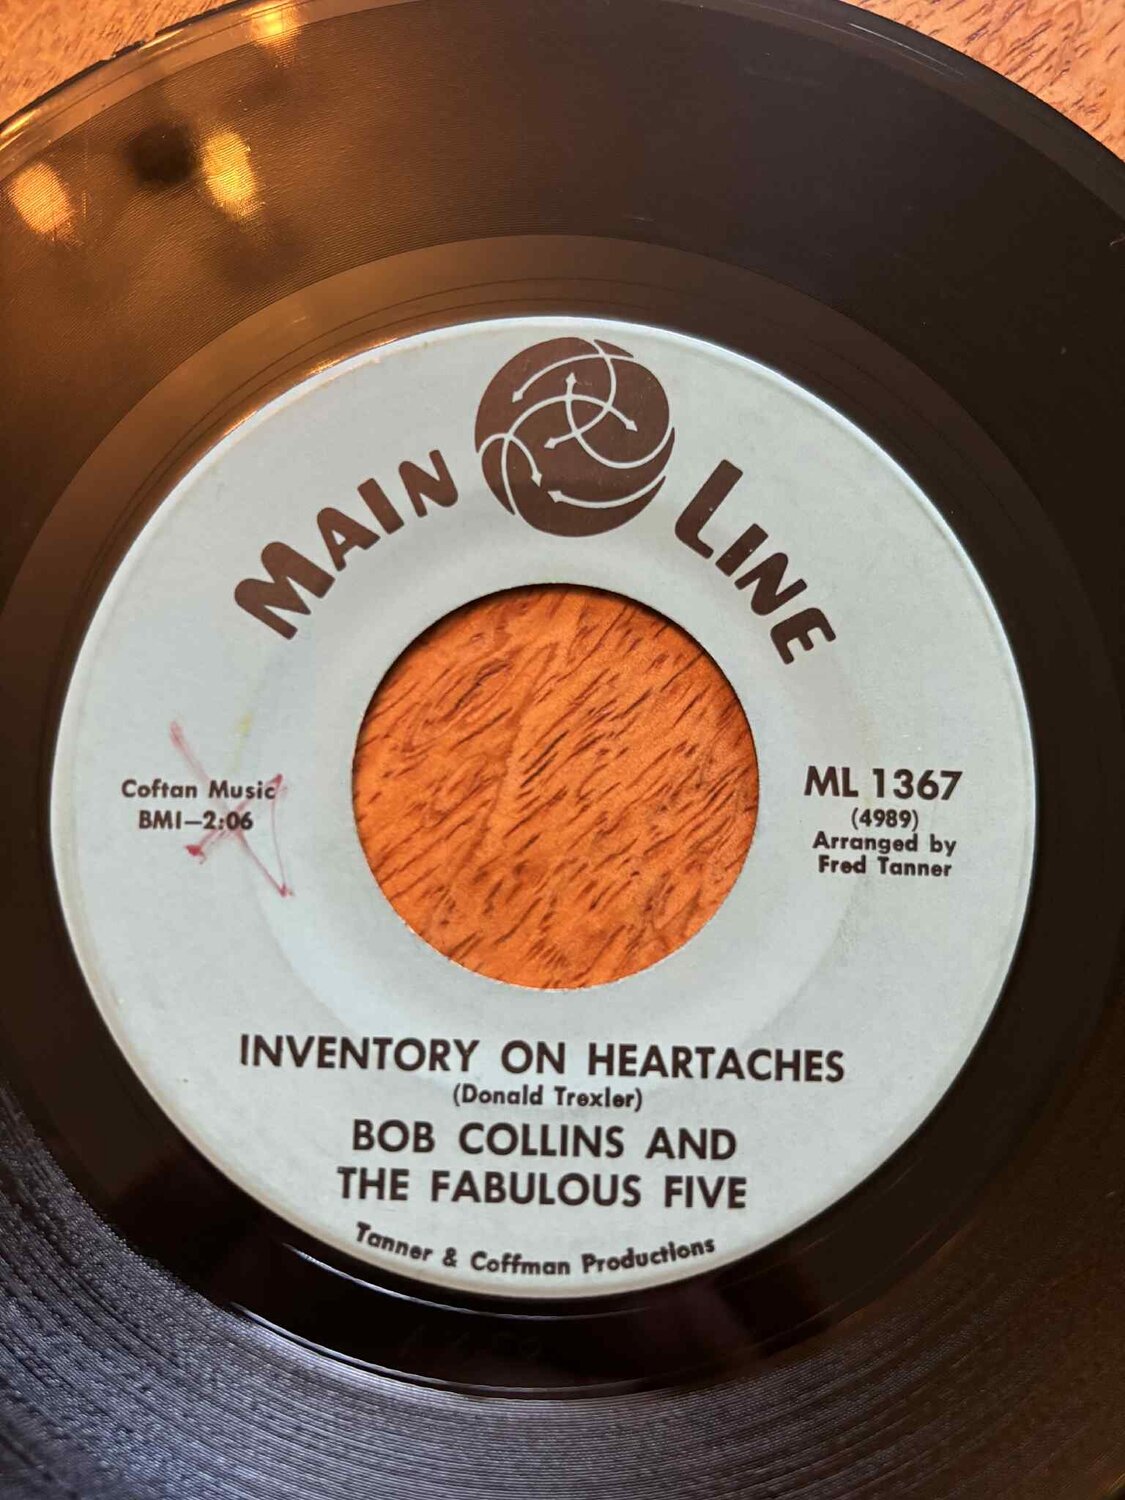 MAIN LINE
Coftan Music
BMI—2:06
ML 1367
(4989)
Arranged by
Fred Tanner
INVENTORY ON HEARTACHES
(Donald Trexler)
BOB COLLINS AND
THE FABULOUS FIVE
Tanner & Coffman Productions